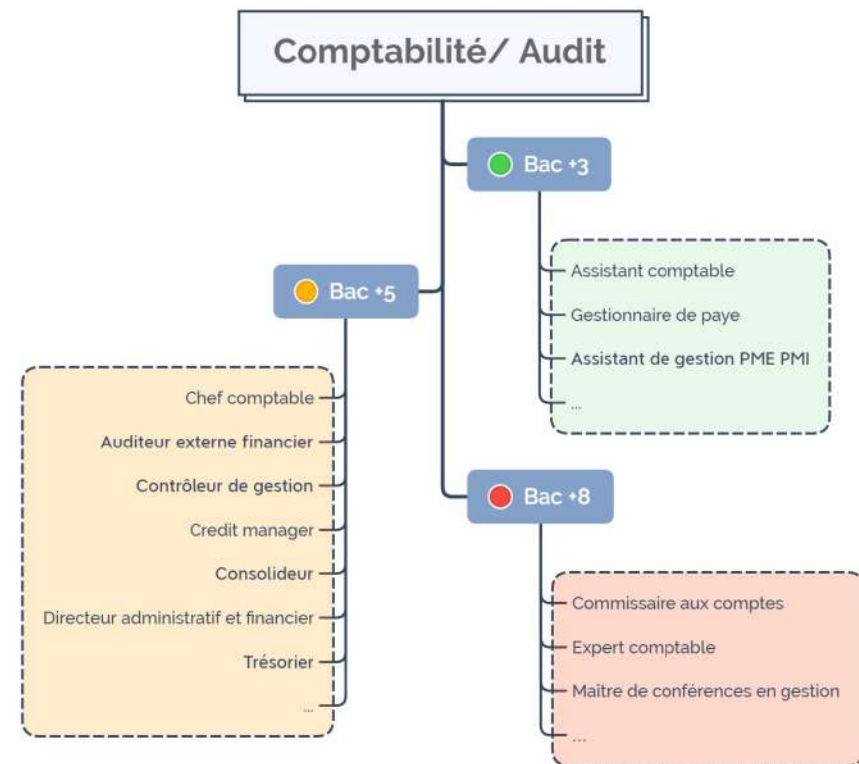 Comptabilité/ Audit
Bac +3
Assistant comptable
Gestionnaire de paye
Assistant de gestion PME PMI
...
Bac +5
Chef comptable
Auditeur externe financier
Contrôleur de gestion
Credit manager
Consolideur
Directeur administratif et financier
Trésorier
...
Bac +8
Commissaire aux comptes
Expert comptable
Maître de conférences en gestion
...